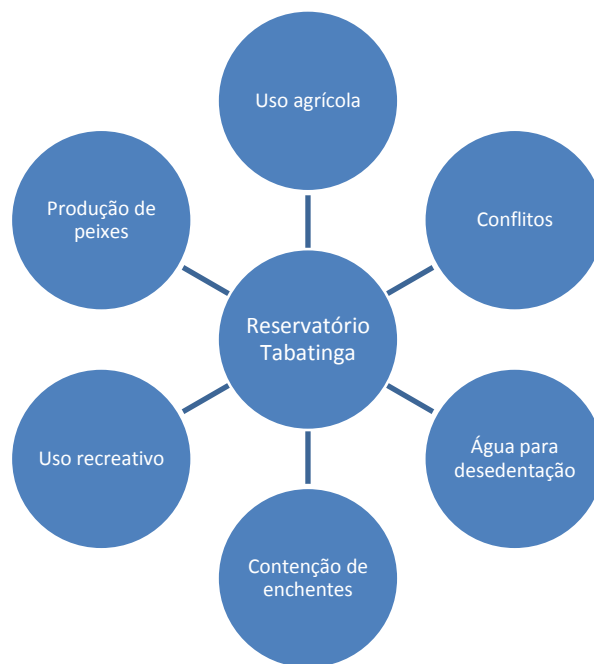 Uso agrícola
Produção de
peixes
Conflitos
Reservatório
Tabatinga
Uso recreativo
Água para
desedentação
Contenção de
enchentes